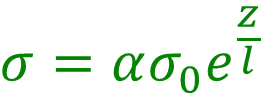 σ = ασ₀e^{z/l}